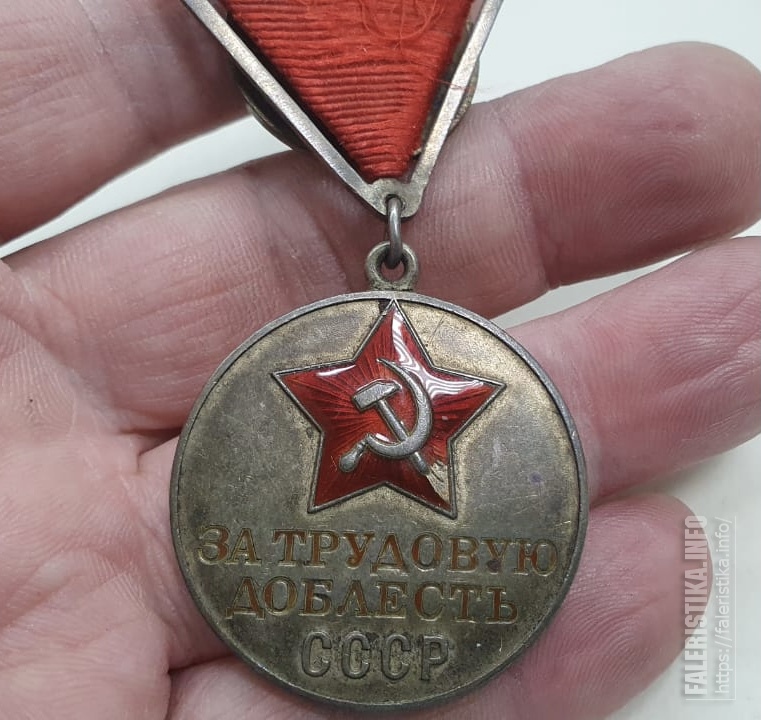 ЗА ТРУДОВУЮ
ДОБЛЕСТЬ
СССР
FALERISTIKA.INFO
https://faleristika.info/